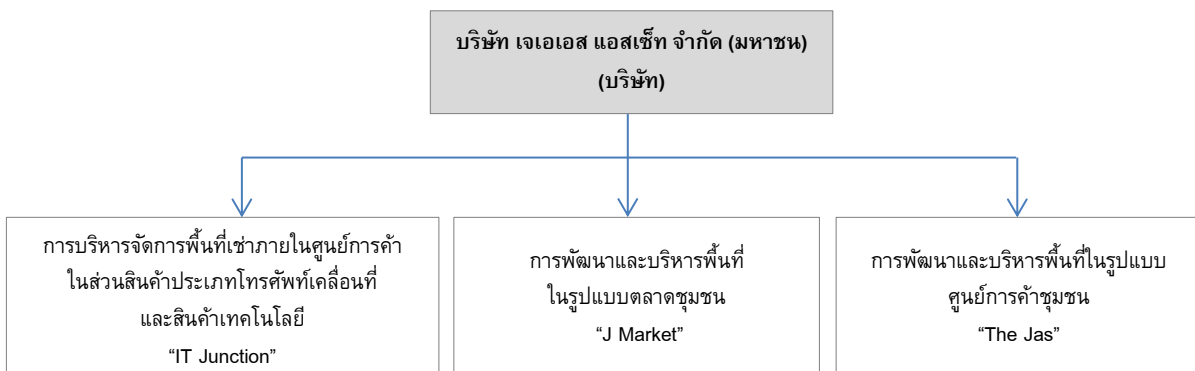 บริษัท เจเอเอส แอสเซ็ท จำกัด (มหาชน)
(บริษัท)
การบริหารจัดการพื้นที่เช่าภายในศูนย์การค้า
ในส่วนสินค้าประเภทโทรศัพท์เคลื่อนที่
และสินค้าเทคโนโลยี
“IT Junction”
การพัฒนาและบริหารพื้นที่
ในรูปแบบตลาดชุมชน
“J Market”
การพัฒนาและบริหารพื้นที่ในรูปแบบ
ศูนย์การค้าชุมชน
“The Jas”